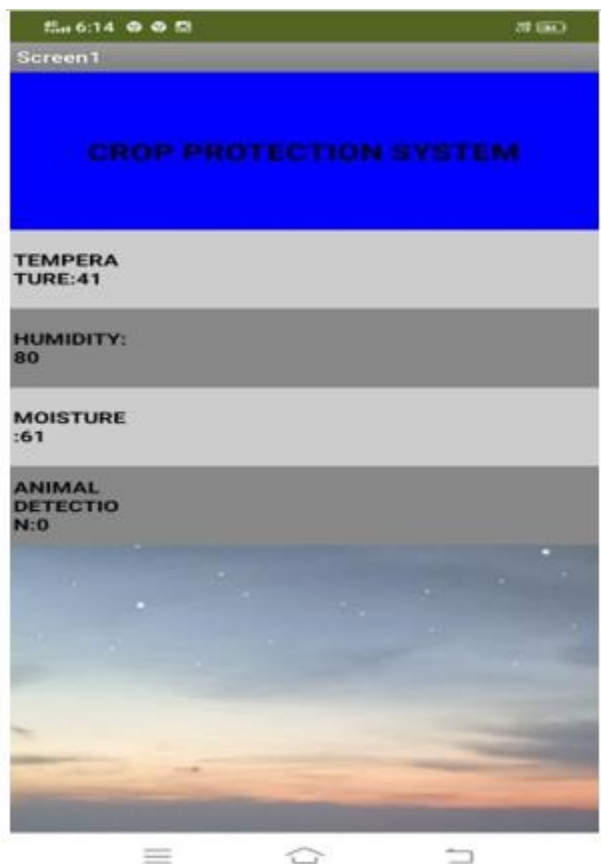 6:14
Screen1
CROP PROTECTION SYSTEM
TEMPERA
TURE:41
HUMIDITY:
80
MOISTURE
:61
ANIMAL
DETECTIO
N:0